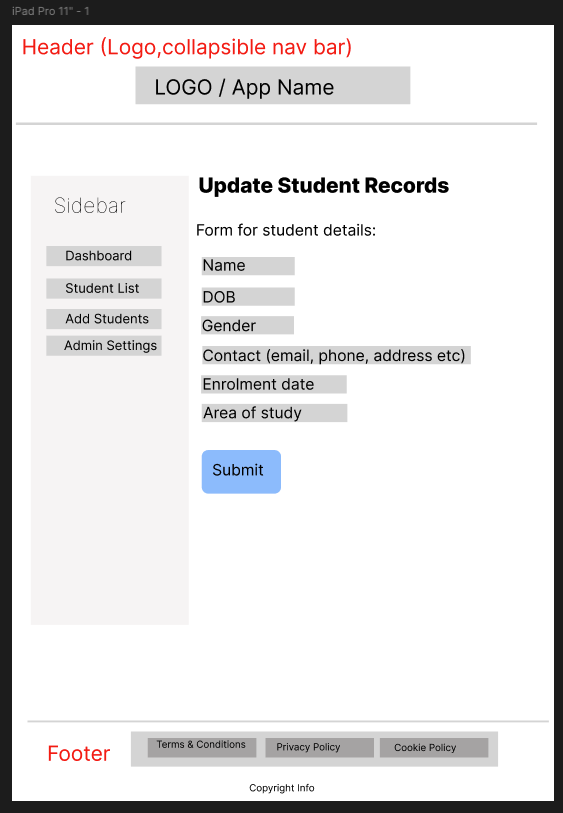 iPad Pro 11" - 1
Header (Logo,collapsible nav bar)
LOGO / App Name
Sidebar
Dashboard
Student List
Add Students
Admin Settings
Update Student Records
Form for student details:
Name
DOB
Gender
Contact (email, phone, address etc)
Enrolment date
Area of study
Submit
Footer
Terms & Conditions
Privacy Policy
Cookie Policy
Copyright Info